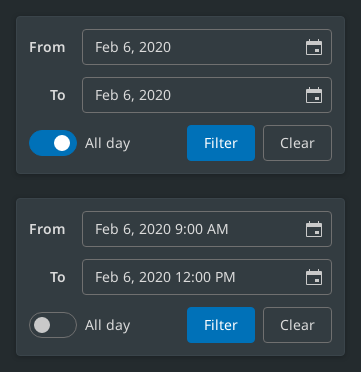 From Feb 6, 2020
To Feb 6, 2020
All day Filter Clear
From Feb 6, 2020 9:00 AM
To Feb 6, 2020 12:00 PM
All day Filter Clear